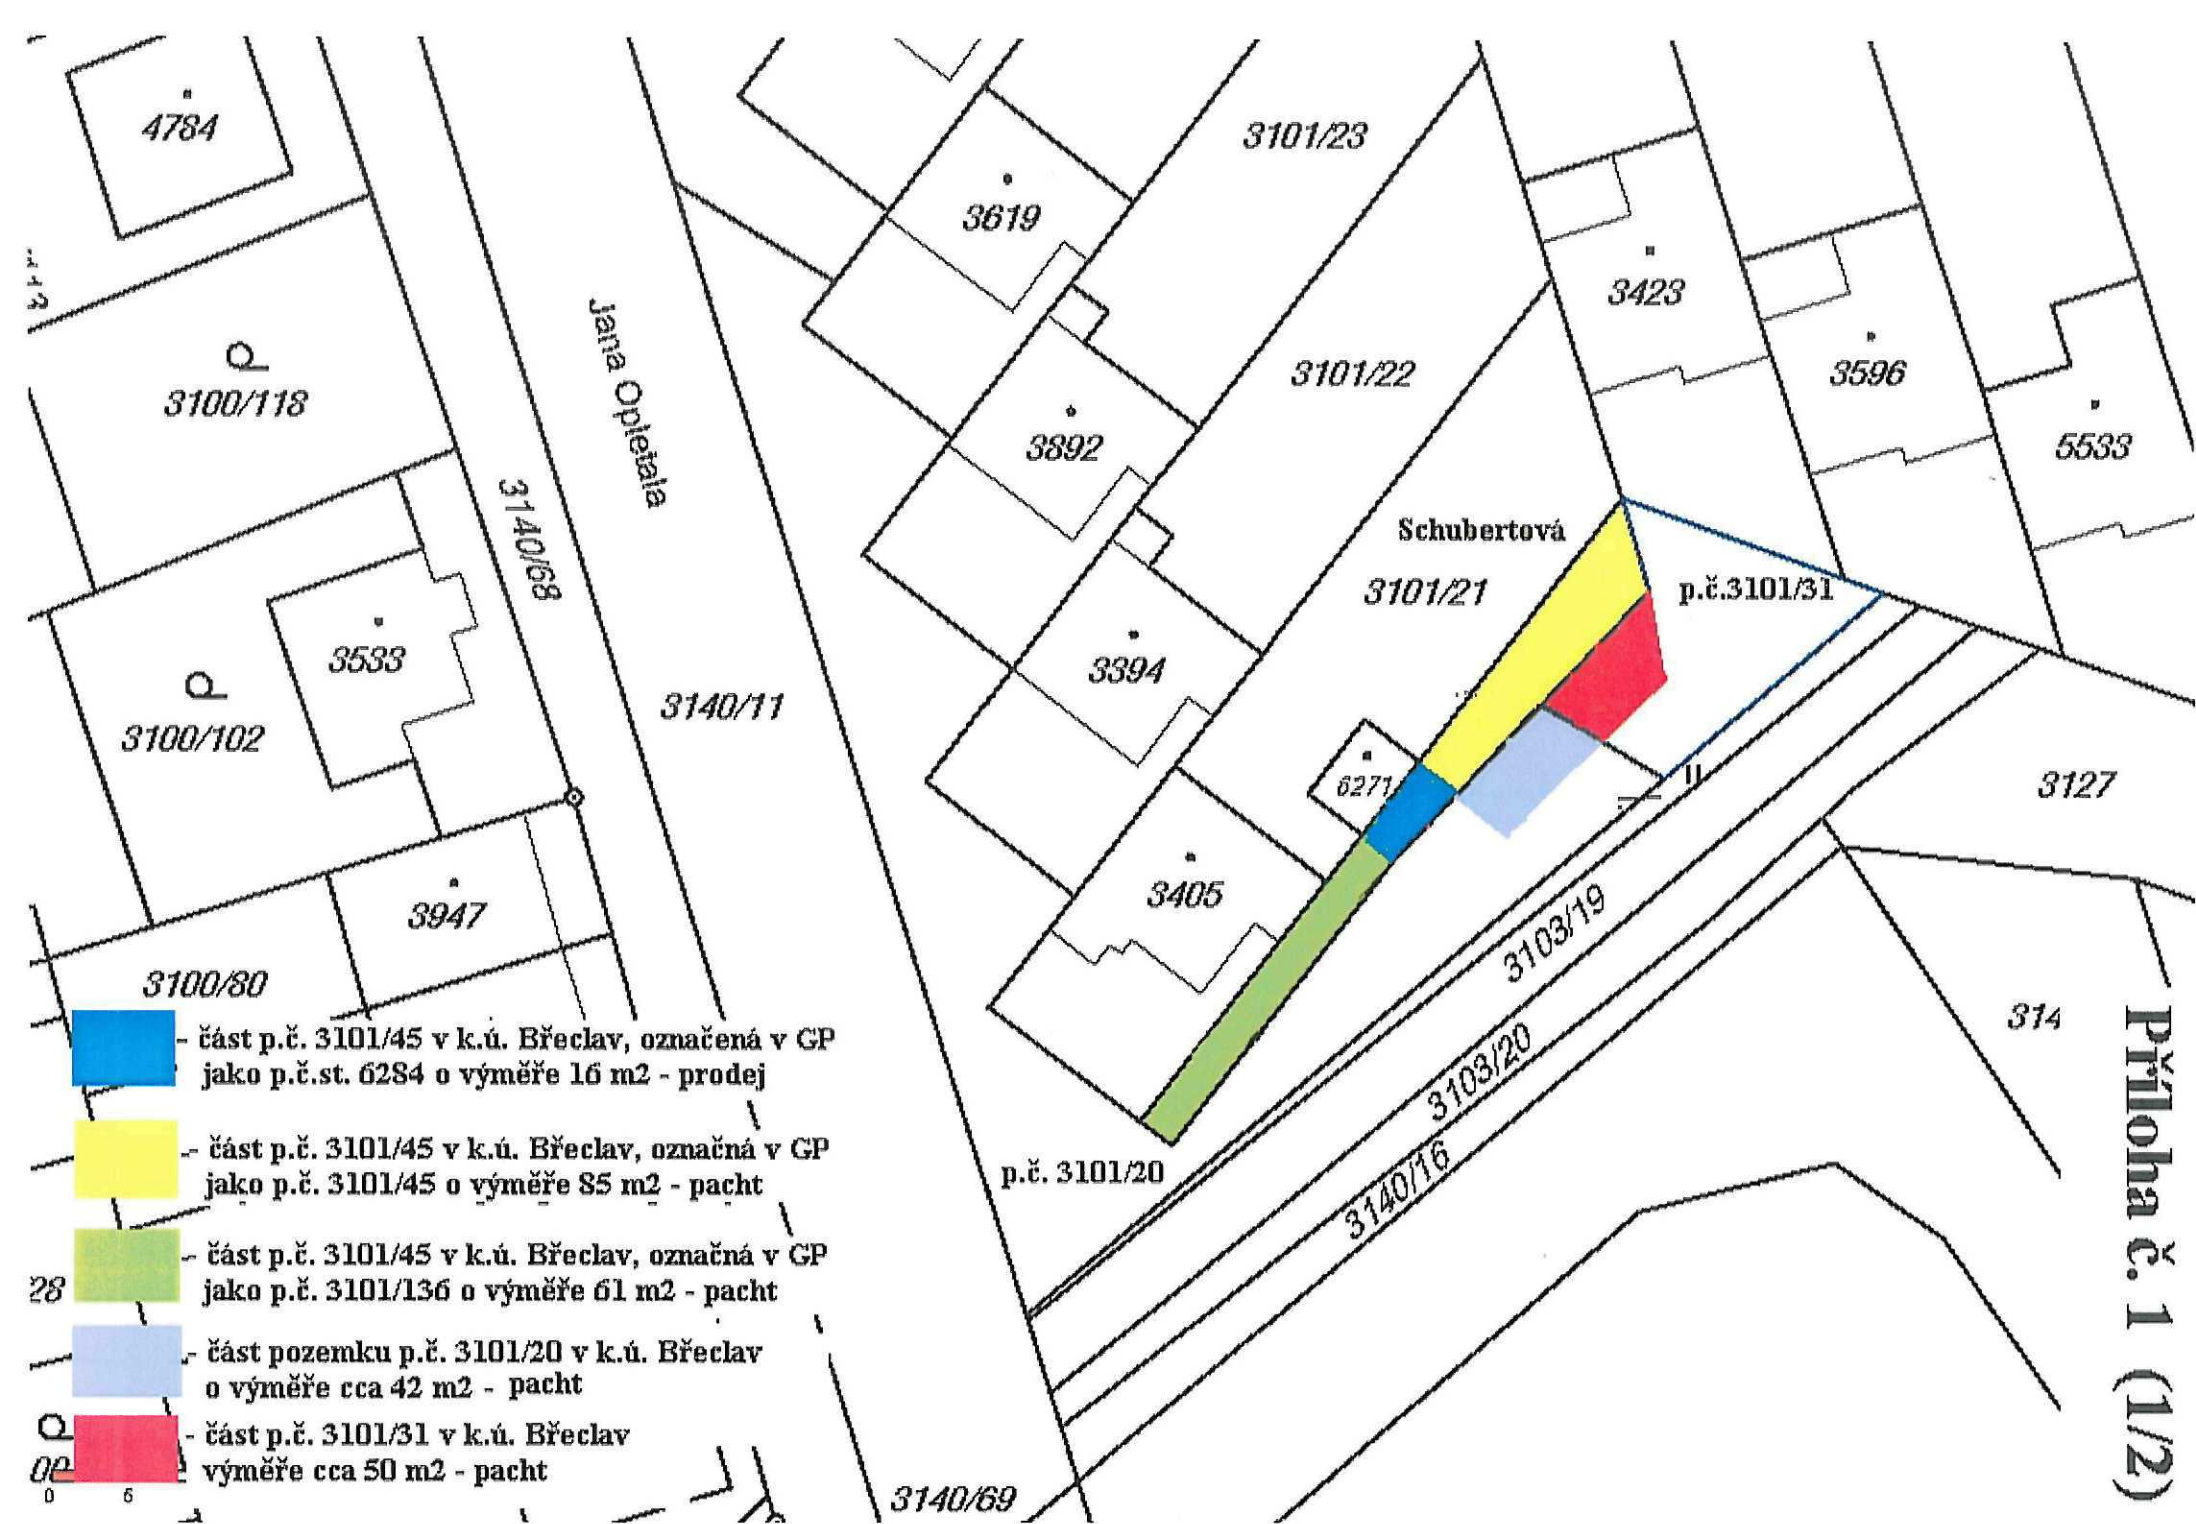 4784
3101/23
3619
3423
3100/118
Jana Opletala
3101/22
3596
3892
5533
3140/68
Schubertová
3101/21
p.č.3101/31
3533
3394
3100/102
3140/11
6271
3127
3405
3947
3103/19
3100/80
314
3103/20
p.č. 3101/20
3140/16
3140/69
28
- část p.č. 3101/45 v k.ú. Břeclav, označená v GP
jako p.č.st. 6284 o výměře 16 m2 - prodej
- část p.č. 3101/45 v k.ú. Břeclav, označná v GP
jako p.č. 3101/45 o výměře 85 m2 - pacht
- část p.č. 3101/45 v k.ú. Břeclav, označná v GP
jako p.č. 3101/136 o výměře 61 m2 - pacht
- část pozemku p.č. 3101/20 v k.ú. Břeclav
o výměře cca 42 m2 - pacht
- část p.č. 3101/31 v k.ú. Břeclav
výměře cca 50 m2 - pacht
0 6
Příloha č. 1 (1/2)